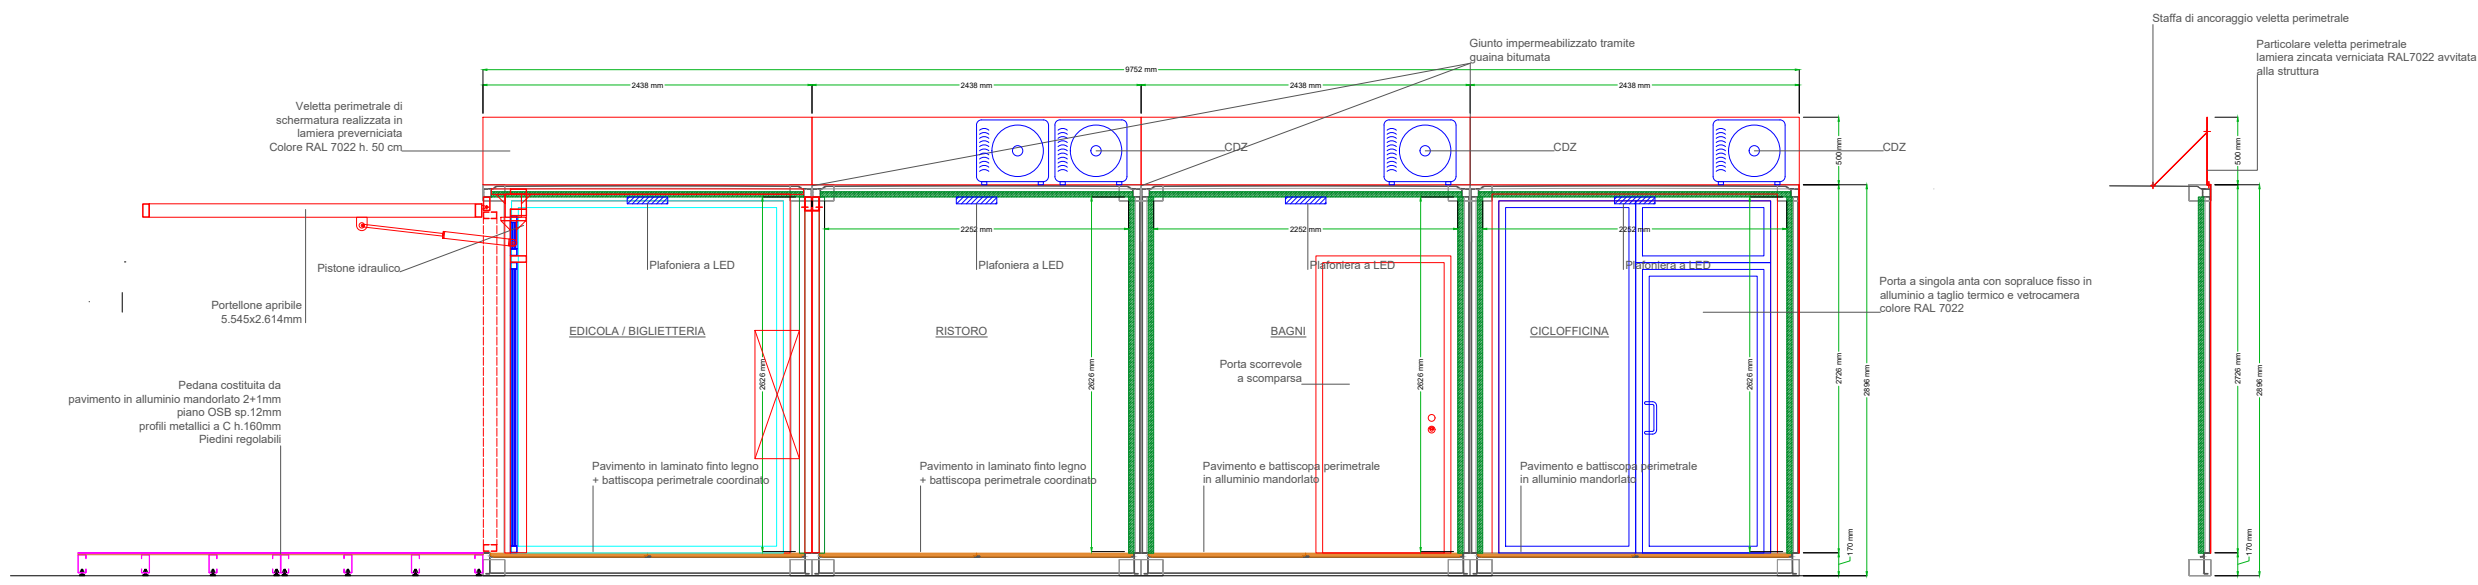 Staffa di ancoraggio veletta perimetrale
Giunto impermeabilizzato tramite
guaina bitumata
Particolare veletta perimetrale
lamiera zincata verniciata RAL7022 avvitata
alla struttura
9752 mm
2438 mm
2438 mm
2438 mm
2438 mm
Veletta perimetrale di
schermatura realizzata in
lamiera preverniciata
Colore RAL 7022 h. 50 cm
CDZ
CDZ
CDZ
500 mm
500 mm
2252 mm
2252 mm
2252 mm
Pistone idraulico
Plafoniera a LED
Plafoniera a LED
Plafoniera a LED
Plafoniera a LED
Portellone apribile
5.545x2.614mm
Porta a singola anta con sopraluce fisso in
alluminio a taglio termico e vetrocamera
colore RAL 7022
EDICOLA / BIGLIETTERIA
RISTORO
BAGNI
CICLOFFICINA
Porta scorrevole
a scomparsa
2626 mm
2626 mm
2626 mm
2626 mm
2726 mm
2896 mm
2726 mm
2896 mm
Pedana costituita da
pavimento in alluminio mandorlato 2+1mm
piano OSB sp.12mm
profili metallici a C h.160mm
Piedini regolabili
Pavimento in laminato finto legno
+ battiscopa perimetrale coordinato
Pavimento in laminato finto legno
+ battiscopa perimetrale coordinato
Pavimento e battiscopa perimetrale
in alluminio mandorlato
Pavimento e battiscopa perimetrale
in alluminio mandorlato
170 mm
170 mm